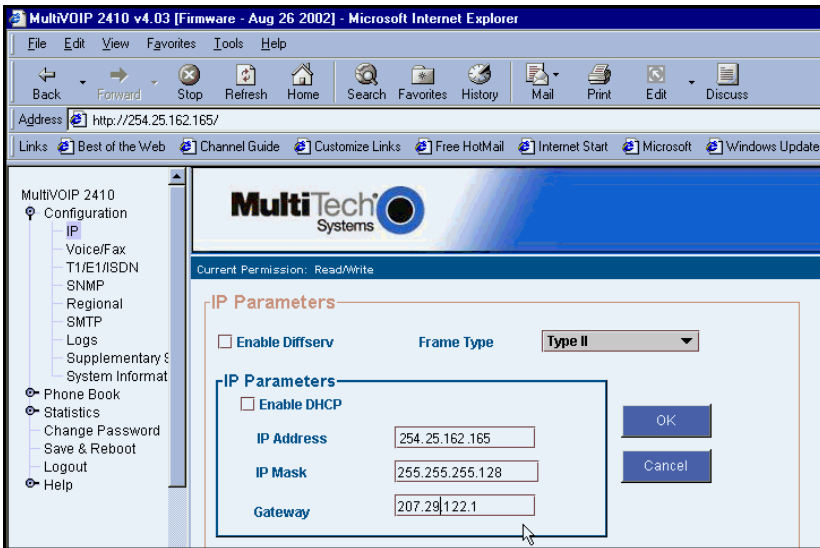 MultiVOIP 2410 v4.03 [Firmware - Aug 26 2002] - Microsoft Internet Explorer
File Edit View Favorites Tools Help
Back Forward Stop Refresh Home Search Favorites History Mail Print Edit Discuss
Address http://254.25.162.165/
Links Best of the Web Channel Guide Customize Links Free HotMail Internet Start Microsoft Windows Update
MultiVOIP 2410
Configuration
IP
Voice/Fax
T1/E1/ISDN
SNMP
Regional
SMTP
Logs
Supplementary S
System Informat
Phone Book
Statistics
Change Password
Save & Reboot
Logout
Help
MultiTech
Systems
Current Permission: Read/Write
IP Parameters
Enable Diffserv Frame Type Type II
IP Parameters
Enable DHCP
IP Address 254.25.162.165
IP Mask 255.255.255.128
Gateway 207.29.122.1
OK
Cancel